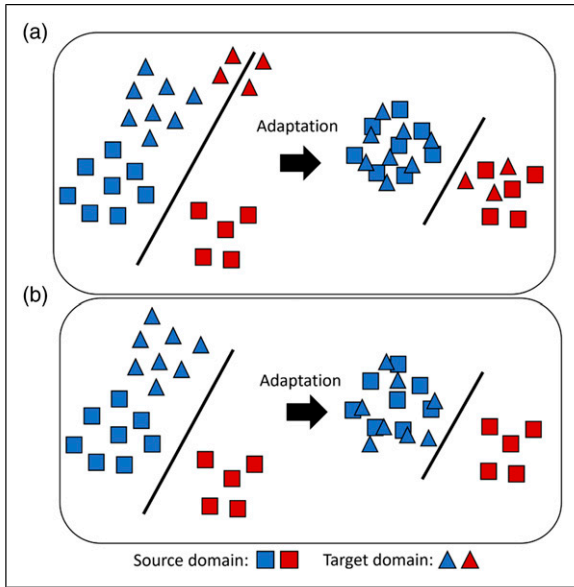 (a)
Adaptation
(b)
Adaptation
Source domain: Target domain: